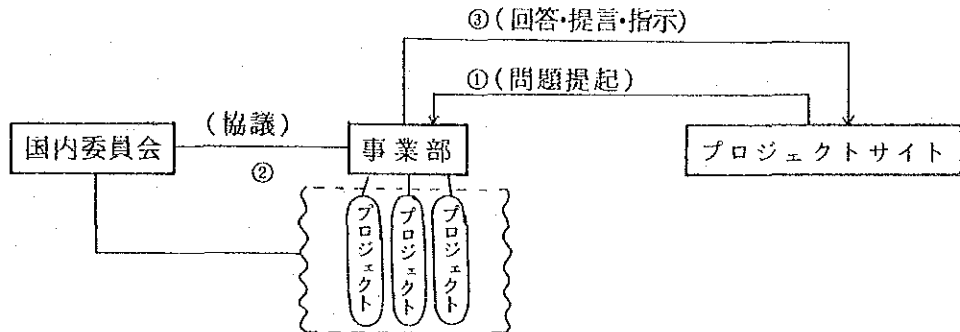 ③(回答·提言·指示)
①(問題提起)
(協議)
国内委員会
事業部
プロジェクトサイト
②
プロジェクト
プロジェクト
プロジェクト